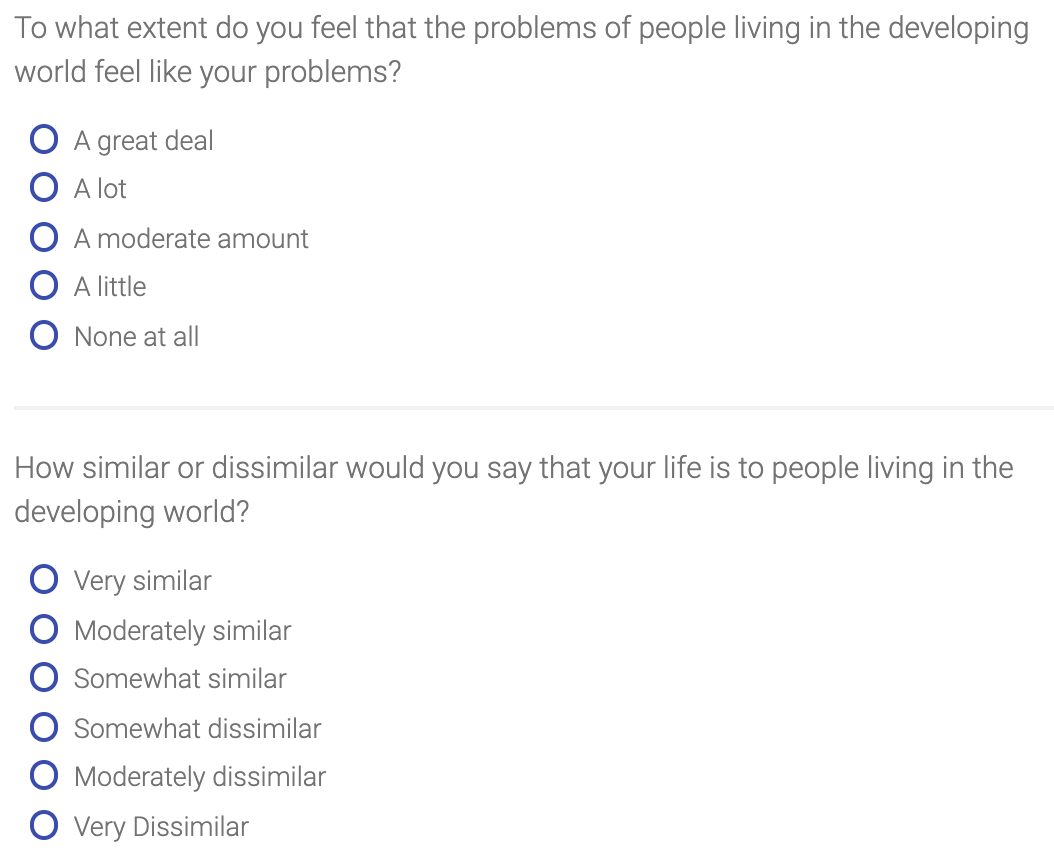 To what extent do you feel that the problems of people living in the developing
world feel like your problems?
A great deal
A lot
A moderate amount
A little
None at all
How similar or dissimilar would you say that your life is to people living in the
developing world?
Very similar
Moderately similar
Somewhat similar
Somewhat dissimilar
Moderately dissimilar
Very Dissimilar